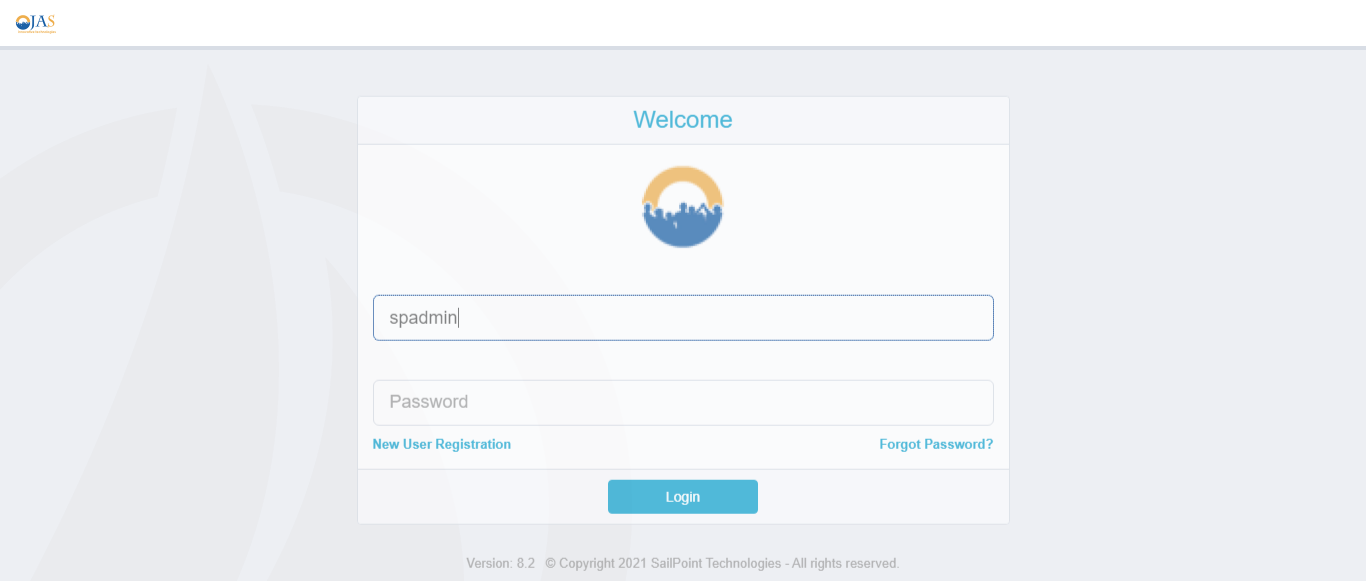 OJAS
Welcome
spadmin
Password
New User Registration
Forgot Password?
Login
Version: 8.2 © Copyright 2021 SailPoint Technologies - All rights reserved.